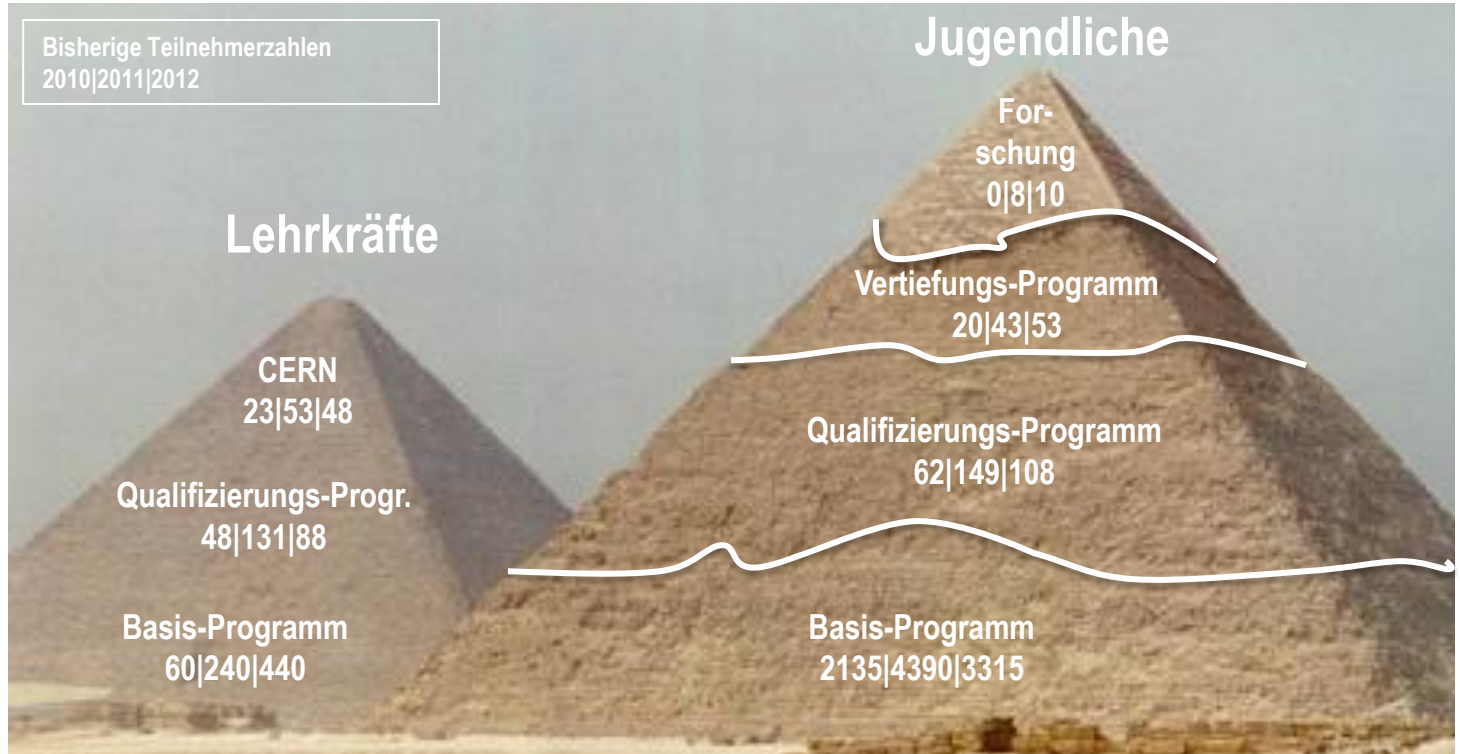 Bisherige Teilnehmerzahlen
2010|2011|2012
Jugendliche
For-
schung
0|8|10
Vertiefungs-Programm
20|43|53
Qualifizierungs-Programm
62|149|108
Basis-Programm
2135|4390|3315
Lehrkräfte
CERN
23|53|48
Qualifizierungs-Progr.
48|131|88
Basis-Programm
60|240|440